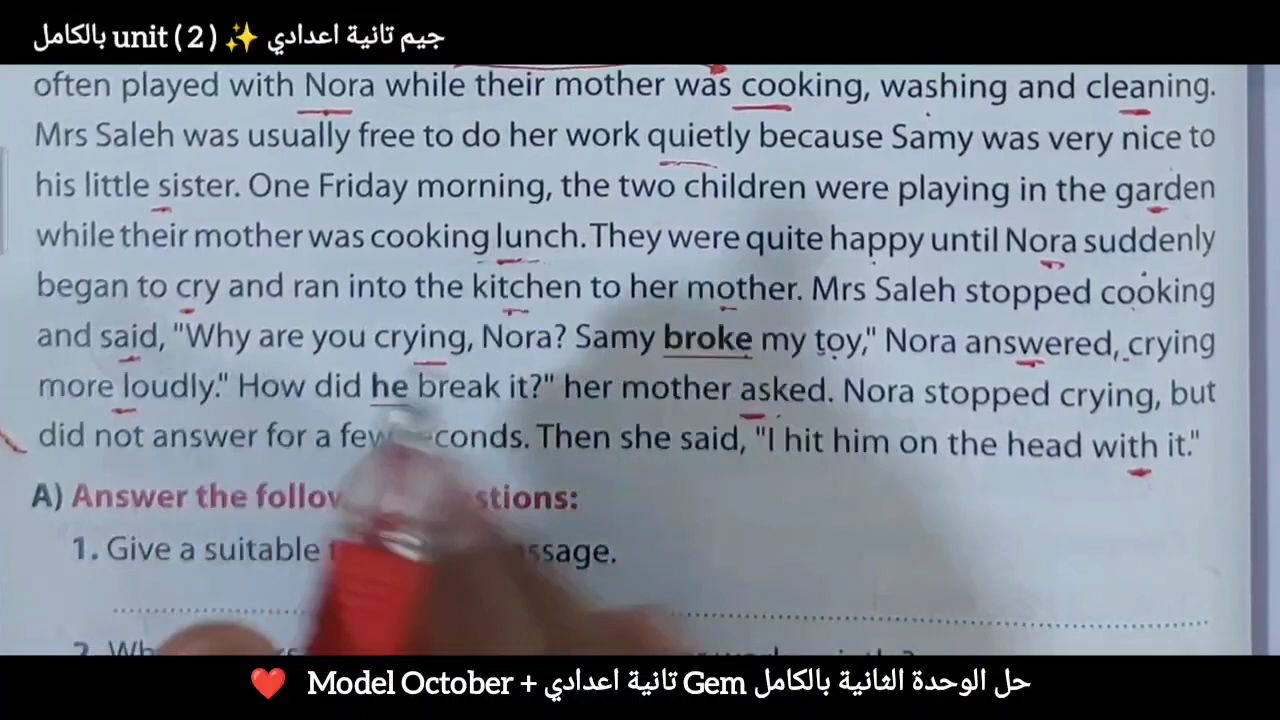 جيم تانية اعدادي ✨ unit ( 2 ) بالكامل
often played with Nora while their mother was cooking, washing and cleaning.
Mrs Saleh was usually free to do her work quietly because Samy was very nice to
his little sister. One Friday morning, the two children were playing in the garden
while their mother was cooking lunch. They were quite happy until Nora suddenly
began to cry and ran into the kitchen to her mother. Mrs Saleh stopped cooking
and said, "Why are you crying, Nora? Samy broke my toy," Nora answered, crying
more loudly." How did he break it?" her mother asked. Nora stopped crying, but
did not answer for a few conds. Then she said, "I hit him on the head with it."
A) Answer the follow stions:
1. Give a suitable ssage.
2. Wh
حل الوحدة الثانية بالكامل Gem تانية اعدادي + Model October ❤️